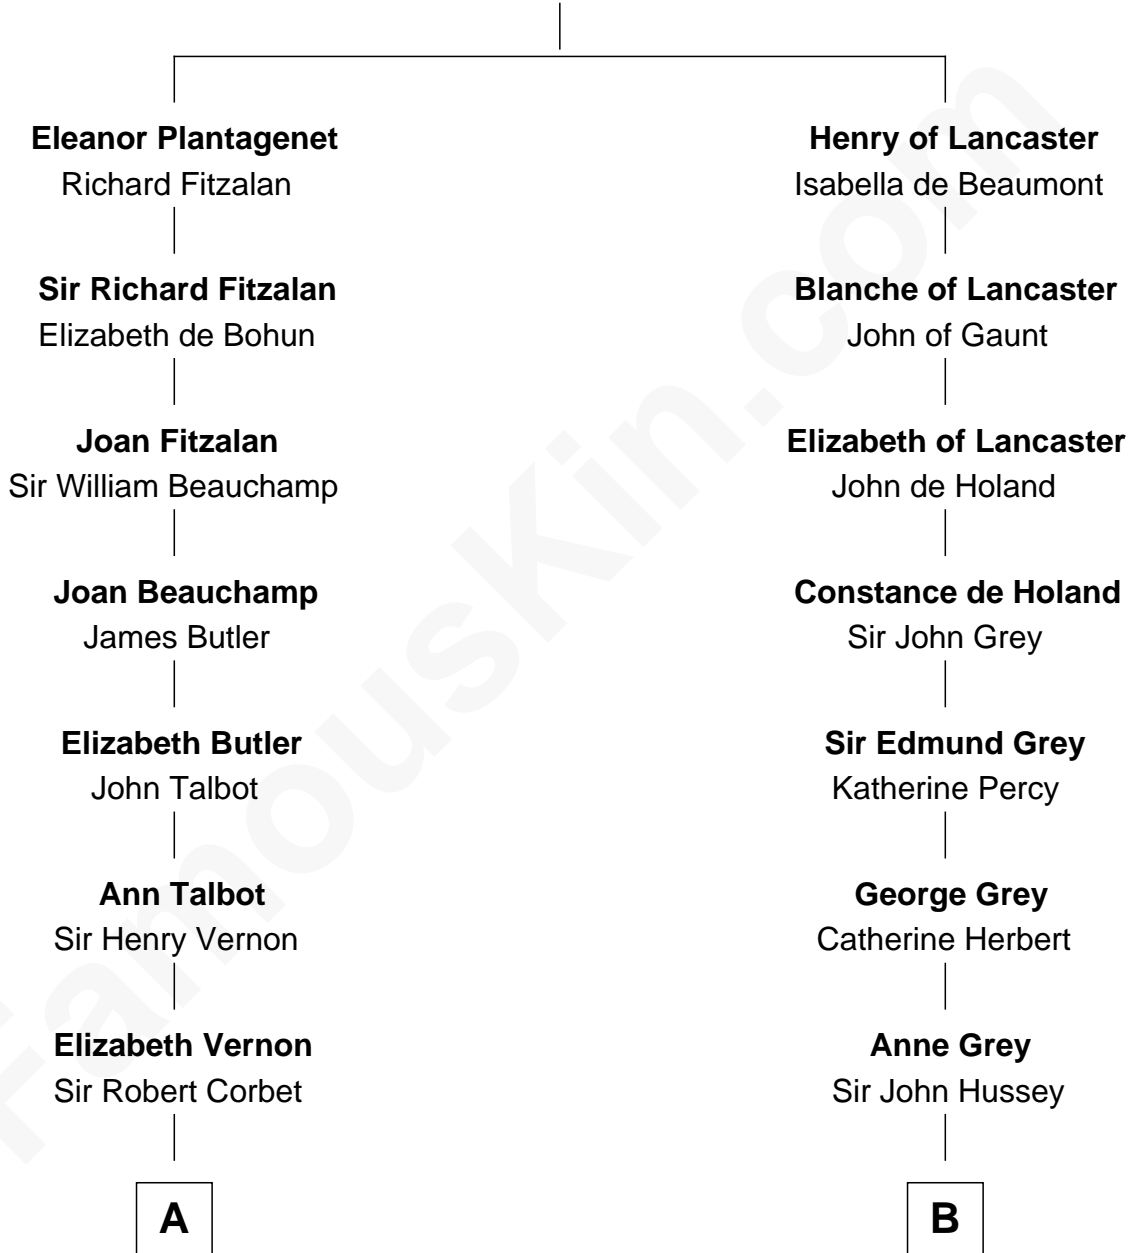 Eleanor Plantagenet
Richard Fitzalan
Sir Richard Fitzalan
Elizabeth de Bohun
Joan Fitzalan
Sir William Beauchamp
Joan Beauchamp
James Butler
Elizabeth Butler
John Talbot
Ann Talbot
Sir Henry Vernon
Elizabeth Vernon
Sir Robert Corbet
A
Henry of Lancaster
Isabella de Beaumont
Blanche of Lancaster
John of Gaunt
Elizabeth of Lancaster
John de Holand
Constance de Holand
Sir John Grey
Sir Edmund Grey
Katherine Percy
George Grey
Catherine Herbert
Anne Grey
Sir John Hussey
B
FamousKin.com